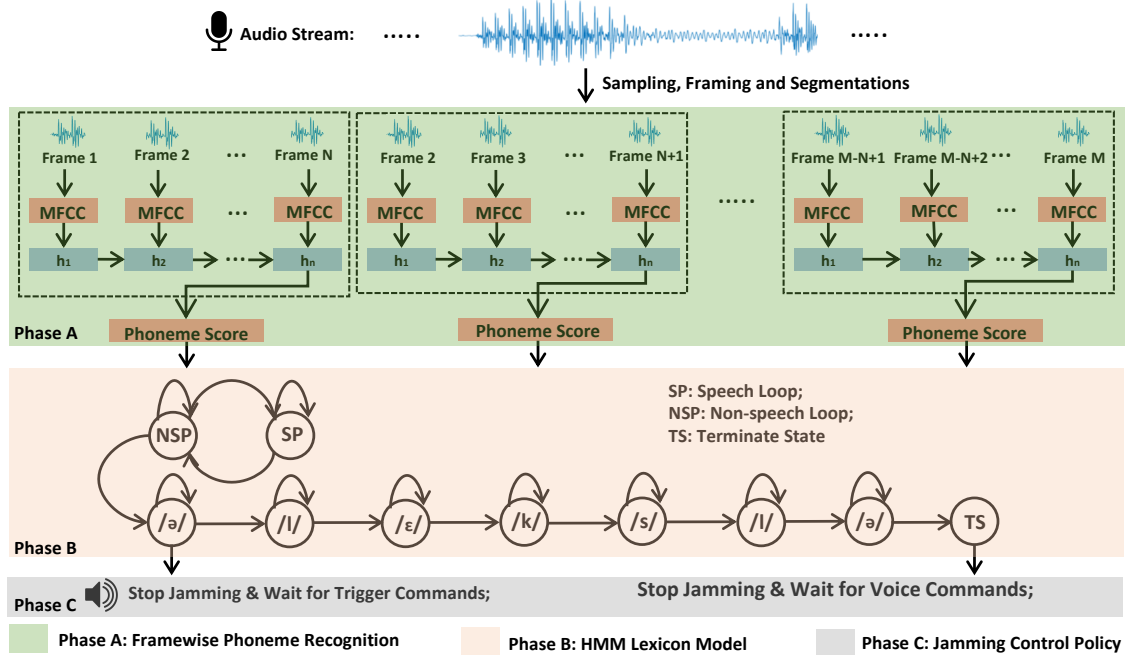 Audio Stream: ····· ·····
Sampling, Framing and Segmentations
Frame 1 Frame 2 ... Frame N
MFCC MFCC ... MFCC
h1 h2 ... hn
Frame 2 Frame 3 ... Frame N+1
MFCC MFCC ... MFCC
h1 h2 ... hn
·····
Frame M-N+1 Frame M-N+2 ... Frame M
MFCC MFCC ... MFCC
h1 h2 ... hn
Phase A
Phoneme Score Phoneme Score Phoneme Score
SP: Speech Loop;
NSP: Non-speech Loop;
TS: Terminate State
NSP SP
/ə/ /l/ /ɛ/ /k/ /s/ /l/ /ə/ TS
Phase B
Phase C
Stop Jamming & Wait for Trigger Commands;
Stop Jamming & Wait for Voice Commands;
Phase A: Framewise Phoneme Recognition
Phase B: HMM Lexicon Model
Phase C: Jamming Control Policy